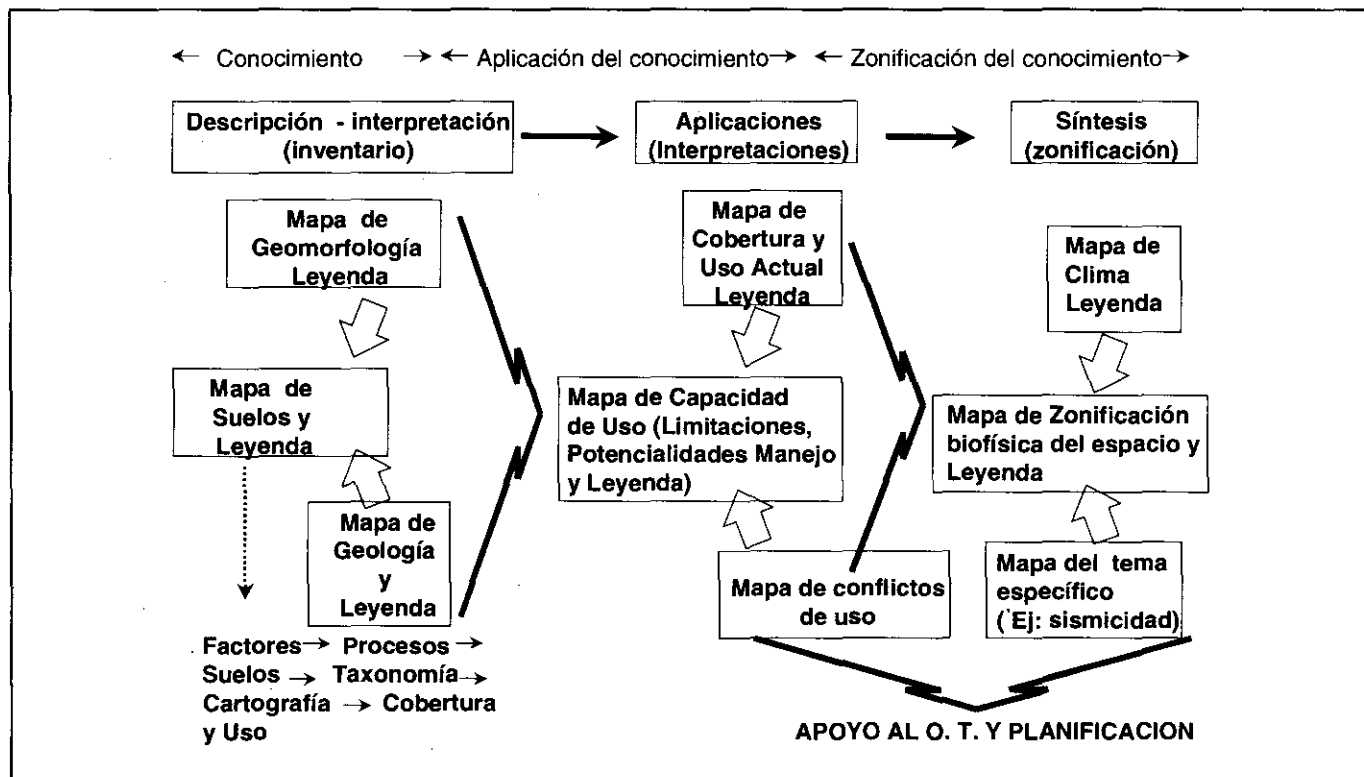 ← Conocimiento → ← Aplicación del conocimiento → ← Zonificación del conocimiento →
Descripción - interpretación
(inventario)
Aplicaciones
(Interpretaciones)
Síntesis
(zonificación)
Mapa de
Geomorfología
Leyenda
Mapa de
Suelos y
Leyenda
Mapa de
Geología
y
Leyenda
Factores → Procesos →
Suelos → Taxonomía →
Cartografía → Cobertura
y Uso
Mapa de
Cobertura y
Uso Actual
Leyenda
Mapa de Capacidad
de Uso (Limitaciones,
Potencialidades Manejo
y Leyenda)
Mapa de conflictos
de uso
Mapa de
Clima
Leyenda
Mapa de Zonificación
biofísica del espacio y
Leyenda
Mapa del tema
específico
(Ej: sismicidad)
APOYO AL O. T. Y PLANIFICACION